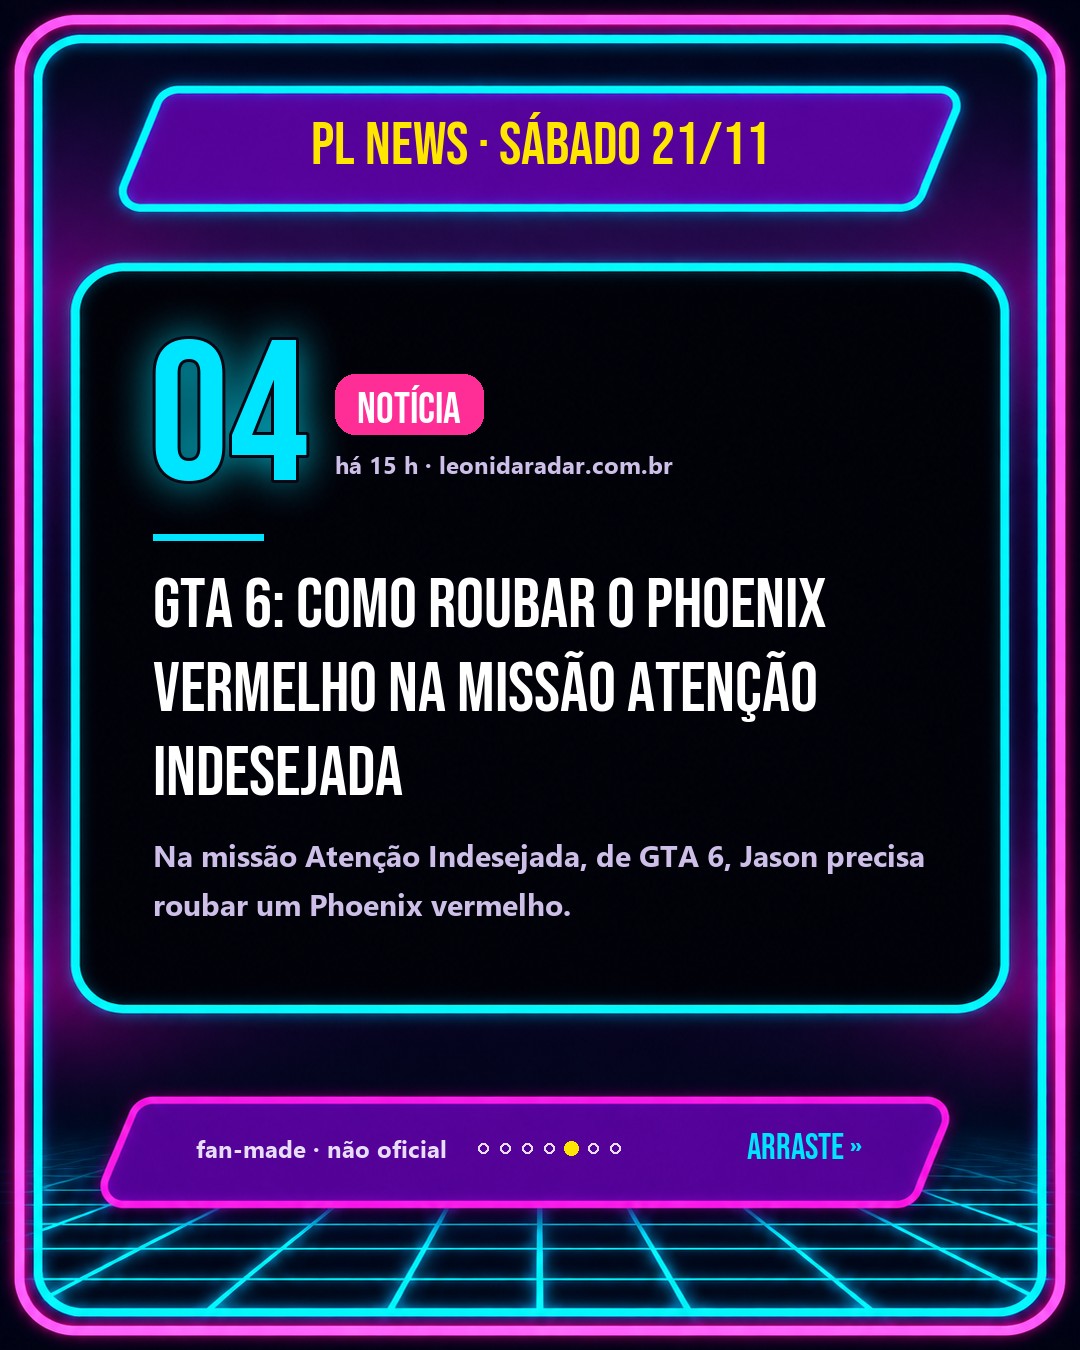 PL NEWS · SÁBADO 21/11
04
NOTÍCIA
há 15 h · leonidaradar.com.br
GTA 6: COMO ROUBAR O PHOENIX
VERMELHO NA MISSÃO ATENÇÃO
INDESEJADA
Na missão Atenção Indesejada, de GTA 6, Jason precisa
roubar um Phoenix vermelho.
fan-made · não oficial
ARRASTE »